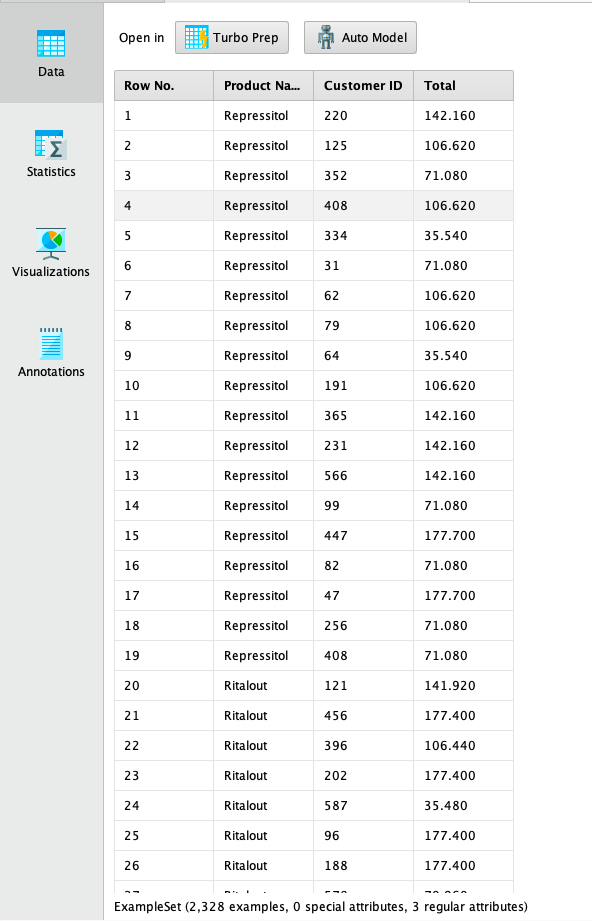 Open in Turbo Prep Auto Model
Data
Statistics
Visualizations
Annotations
Row No. Product Na... Customer ID Total
1 Repressitol 220 142.160
2 Repressitol 125 106.620
3 Repressitol 352 71.080
4 Repressitol 408 106.620
5 Repressitol 334 35.540
6 Repressitol 31 71.080
7 Repressitol 62 106.620
8 Repressitol 79 106.620
9 Repressitol 64 35.540
10 Repressitol 191 106.620
11 Repressitol 365 142.160
12 Repressitol 231 142.160
13 Repressitol 566 142.160
14 Repressitol 99 71.080
15 Repressitol 447 177.700
16 Repressitol 82 71.080
17 Repressitol 47 177.700
18 Repressitol 256 71.080
19 Repressitol 408 71.080
20 Ritalout 121 141.920
21 Ritalout 456 177.400
22 Ritalout 396 106.440
23 Ritalout 202 177.400
24 Ritalout 587 35.480
25 Ritalout 96 177.400
26 Ritalout 188 177.400
ExampleSet (2,328 examples, 0 special attributes, 3 regular attributes)